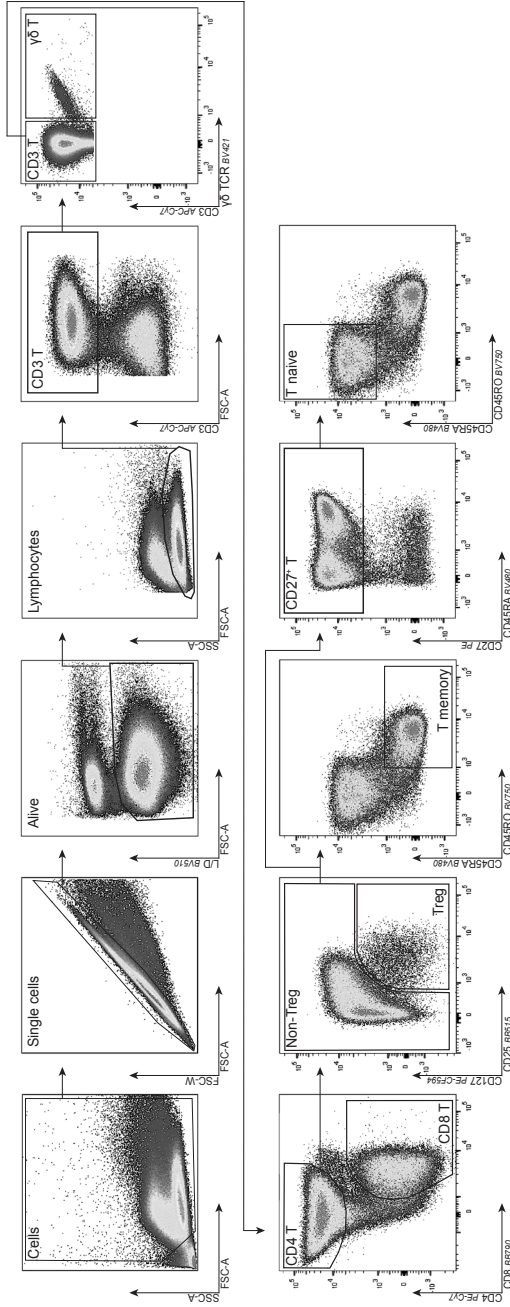 Cells
SSC-A
FSC-A
Single cells
FSC-W
FSC-A
Alive
L/D BV510
FSC-A
Lymphocytes
SSC-A
FSC-A
CD3 T
CD3 APC-Cy7
FSC-A
CD3 T
γδ T
CD3 APC-Cy7
γδ TCR BV421
CD4 T
CD8 T
CD4 PE-Cy7
CD8 BB790
Non-Treg
Treg
CD127 PE-CF594
CD25 BB515
T memory
CD45RA BV480
CD45RO BV750
CD27⁺ T
CD27 PE
CD45RA BV480
T naive
CD45RA BV480
CD45RO BV750